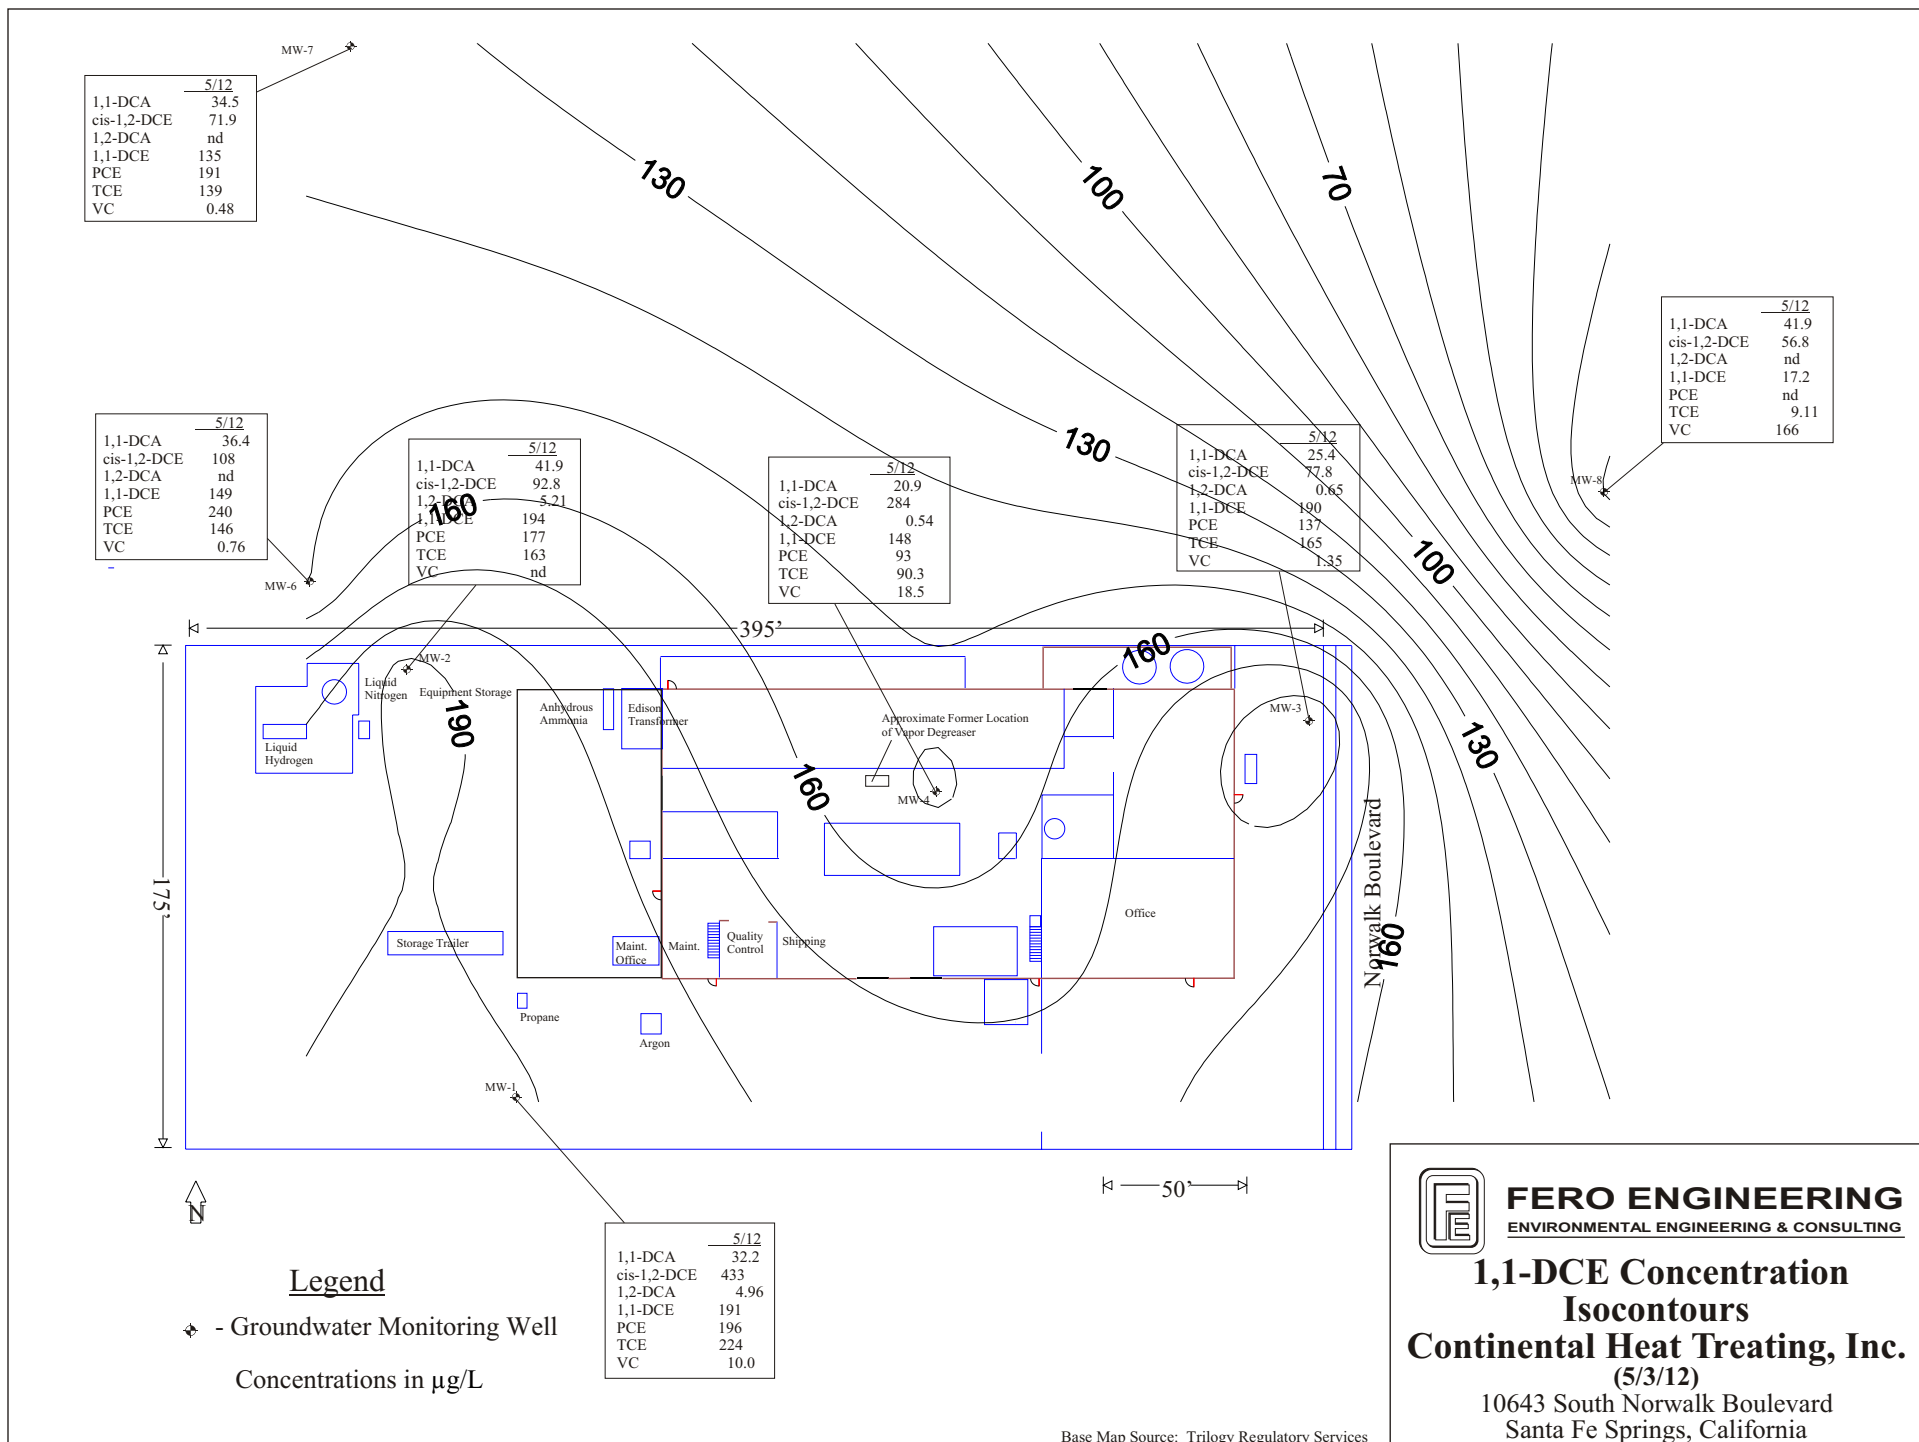 MW-7
5/12
1,1-DCA 34.5
cis-1,2-DCE 71.9
1,2-DCA nd
1,1-DCE 135
PCE 191
TCE 139
VC 0.48
130
100
70
5/12
1,1-DCA 41.9
cis-1,2-DCE 56.8
1,2-DCA nd
1,1-DCE 17.2
PCE nd
TCE 9.11
VC 166
MW-8
5/12
1,1-DCA 36.4
cis-1,2-DCE 108
1,2-DCA nd
1,1-DCE 149
PCE 240
TCE 146
VC 0.76
MW-6
5/12
1,1-DCA 41.9
cis-1,2-DCE 92.8
1,2-DCA 5.21
1,1-DCE 194
PCE 177
TCE 163
VC nd
160
5/12
1,1-DCA 20.9
cis-1,2-DCE 284
1,2-DCA 0.54
1,1-DCE 148
PCE 93
TCE 90.3
VC 18.5
130
5/12
1,1-DCA 25.4
cis-1,2-DCE 77.8
1,2-DCA 0.65
1,1-DCE 190
PCE 137
TCE 165
VC 1.35
100
395'
160
MW-2
Liquid
Nitrogen
Equipment Storage
190
Liquid
Hydrogen
Anhydrous
Ammonia
Edison
Transformer
Approximate Former Location
of Vapor Degreaser
MW-3
130
160
MW-4
175'
Norwalk Boulevard
160
Office
Storage Trailer
Maint.
Office
Maint.
Quality
Control
Shipping
Propane
Argon
MW-1
50'
N
5/12
1,1-DCA 32.2
cis-1,2-DCE 433
1,2-DCA 4.96
1,1-DCE 191
PCE 196
TCE 224
VC 10.0
Legend
- Groundwater Monitoring Well
Concentrations in µg/L
FE
FERO ENGINEERING
ENVIRONMENTAL ENGINEERING & CONSULTING
1,1-DCE Concentration
Isocontours
Continental Heat Treating, Inc.
(5/3/12)
10643 South Norwalk Boulevard
Santa Fe Springs, California
Base Map Source: Trilogy Regulatory Services